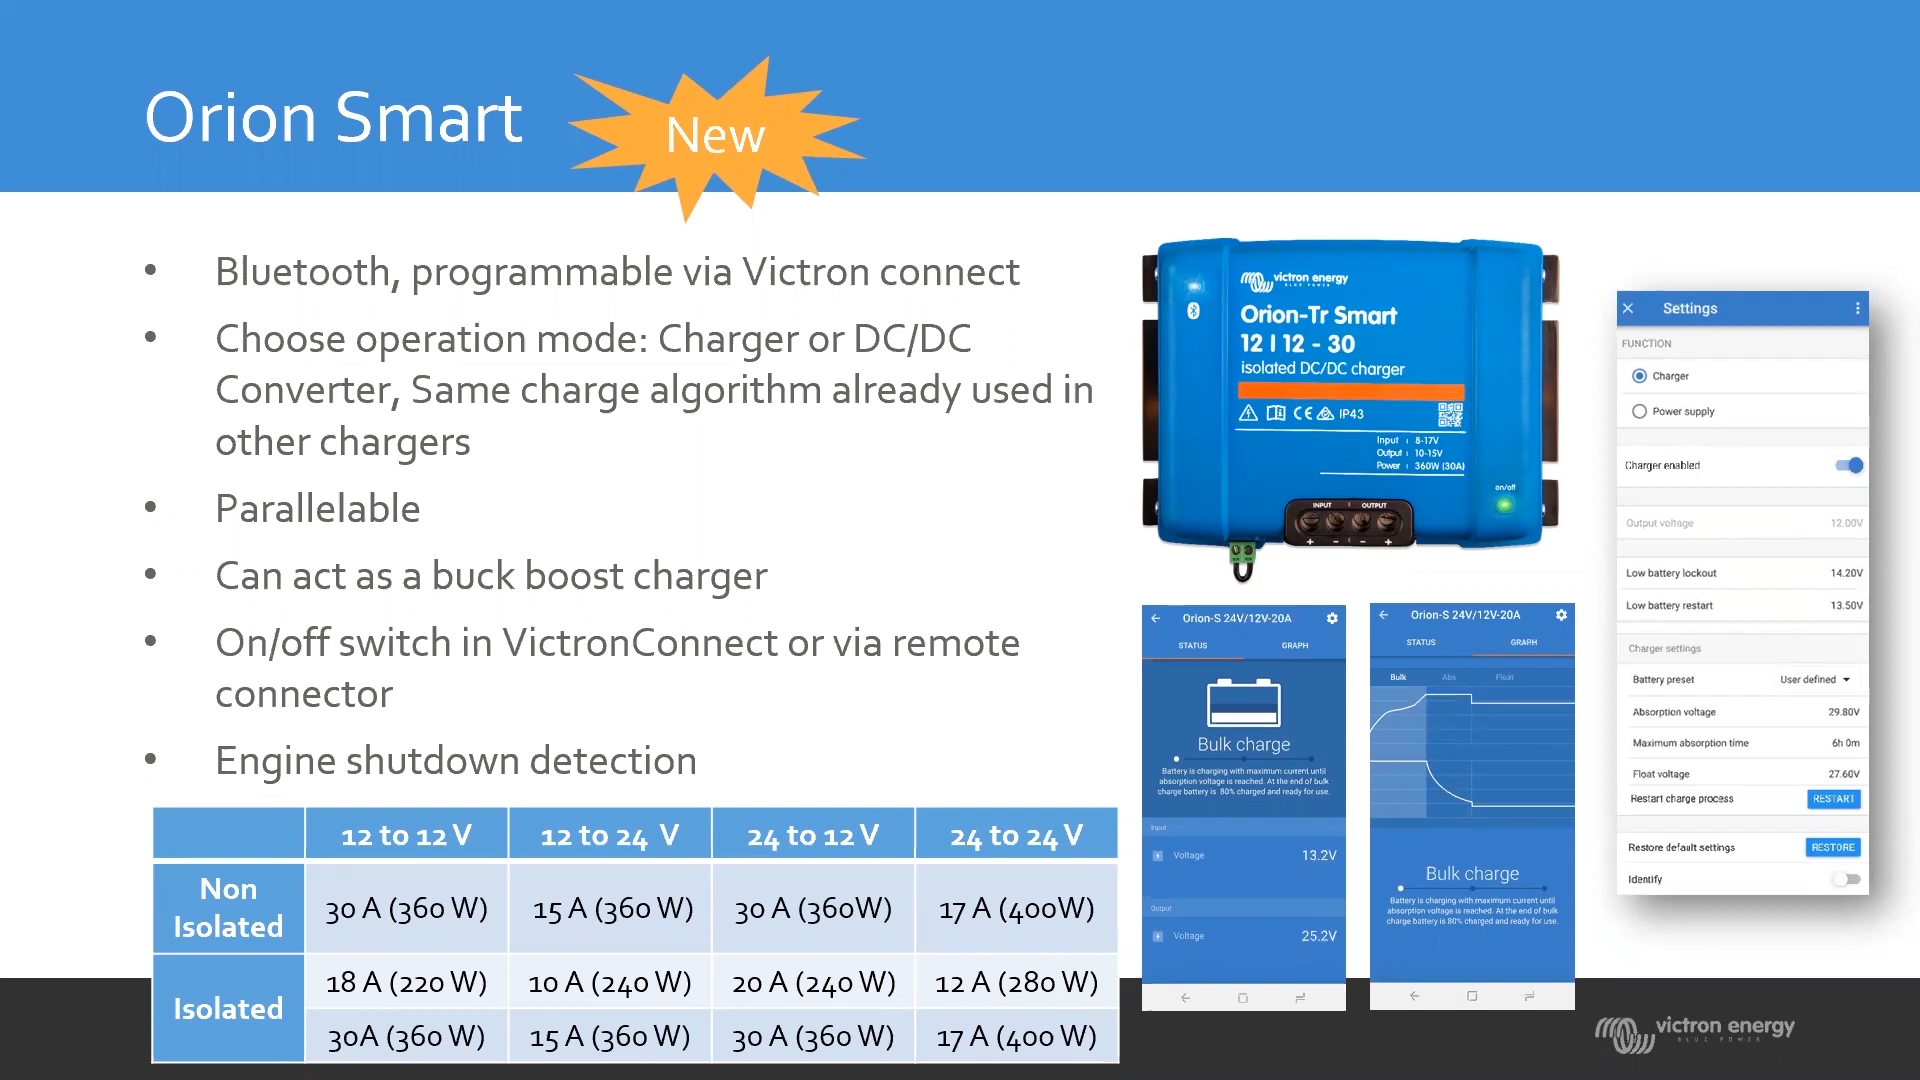 Orion Smart
New
• Bluetooth, programmable via Victron connect
• Choose operation mode: Charger or DC/DC
Converter, Same charge algorithm already used in
other chargers
• Parallelable
• Can act as a buck boost charger
• On/off switch in VictronConnect or via remote
connector
• Engine shutdown detection
12 to 12 V 12 to 24 V 24 to 12 V 24 to 24 V
Non
Isolated
30 A (360 W) 15 A (360 W) 30 A (360W) 17 A (400W)
Isolated
18 A (220 W) 10 A (240 W) 20 A (240 W) 12 A (280 W)
30A (360 W) 15 A (360 W) 30 A (360 W) 17 A (400 W)
victron energy
BLUE POWER
Orion-Tr Smart
12 | 12 - 30
isolated DC/DC charger
CE IP43
Input : 8-17V
Output : 10-15V
Power : 360W (30A)
on/off
INPUT OUTPUT
+ - - +
Orion-S 24V/12V-20A
STATUS GRAPH
Bulk charge
Battery is charging with maximum current until
absorption voltage is reached. At the end of bulk
charge battery is 80% charged and ready for use.
Input
Voltage 13.2V
Output
Voltage 25.2V
Orion-S 24V/12V-20A
STATUS GRAPH
Bulk Abs Float
Bulk charge
Battery is charging with maximum current until
absorption voltage is reached. At the end of bulk
charge battery is 80% charged and ready for use.
Settings
FUNCTION
Charger
Power supply
Charger enabled
Output voltage 12.00V
Low battery lockout 14.20V
Low battery restart 13.50V
Charger settings
Battery preset User defined
Absorption voltage 29.80V
Maximum absorption time 6h 0m
Float voltage 27.60V
Restart charge process RESTART
Restore default settings RESTORE
Identify
victron energy
BLUE POWER